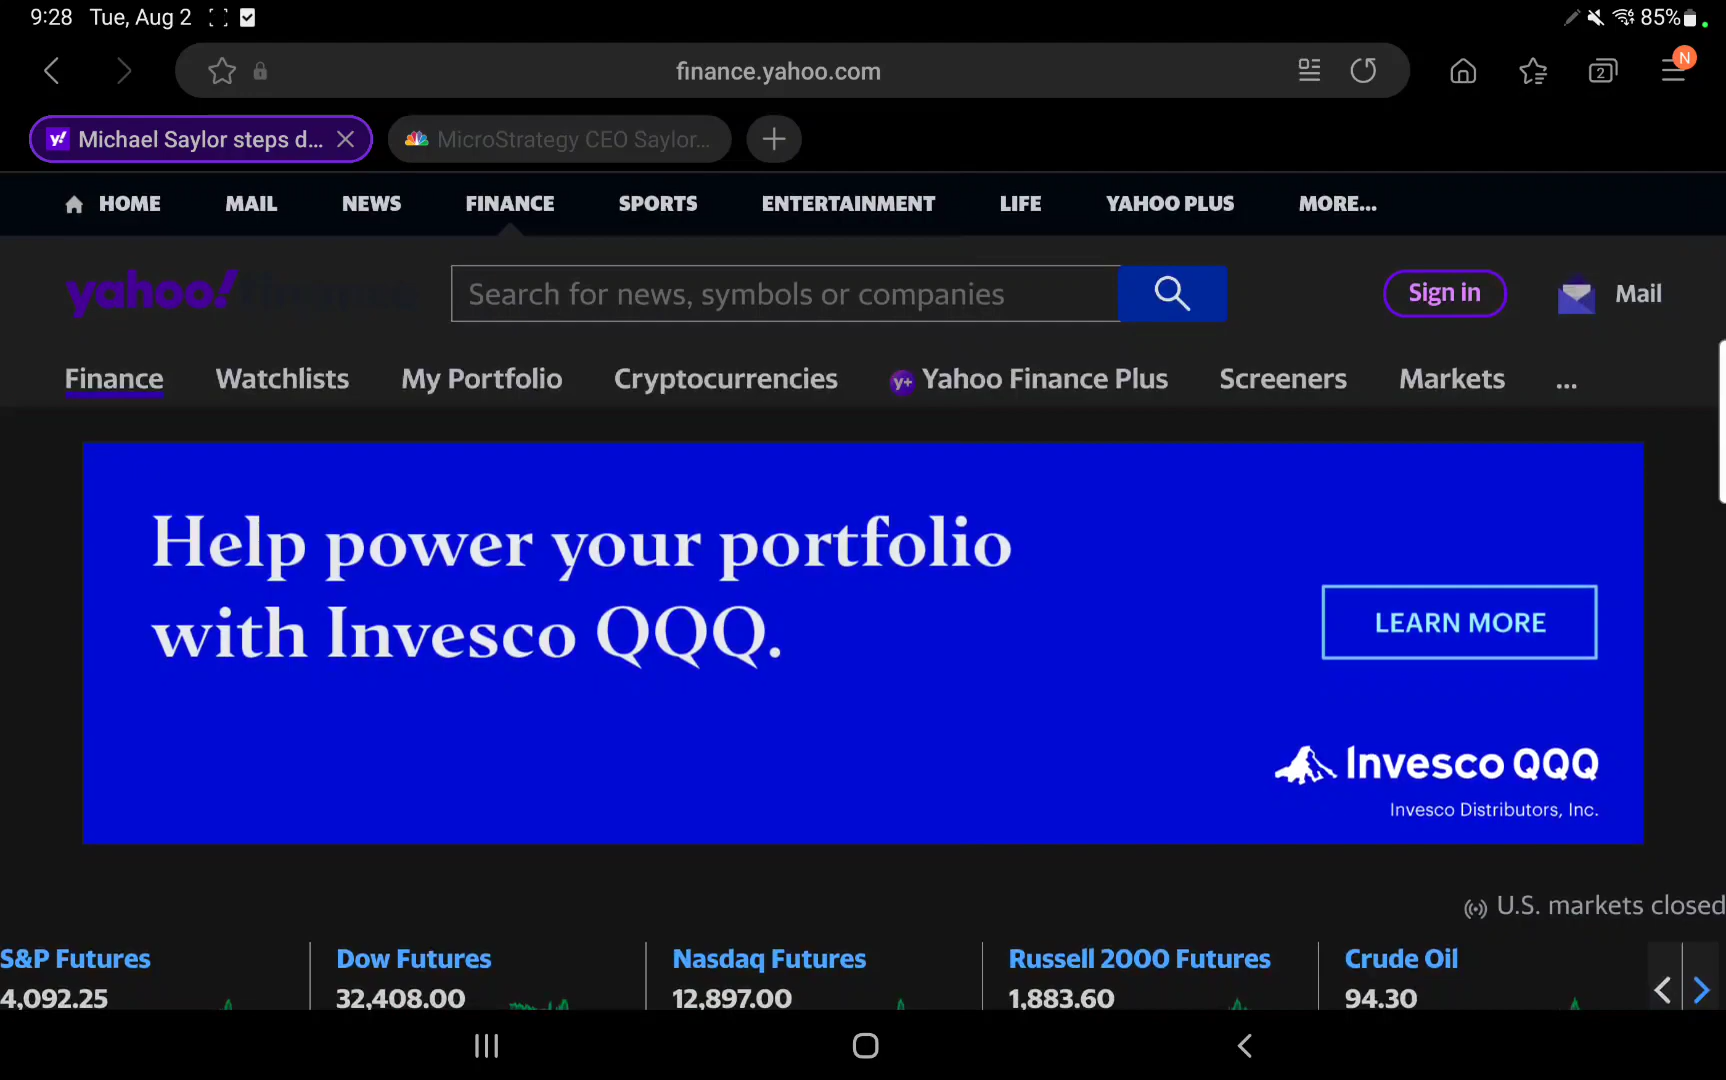 9:28 Tue, Aug 2 85%
finance.yahoo.com 2 N
y! Michael Saylor steps d... MicroStrategy CEO Saylor...
HOME MAIL NEWS FINANCE SPORTS ENTERTAINMENT LIFE YAHOO PLUS MORE...
yahoo!finance Search for news, symbols or companies Sign in Mail
Finance Watchlists My Portfolio Cryptocurrencies y+ Yahoo Finance Plus Screeners Markets ...
Help power your portfolio
with Invesco QQQ.
LEARN MORE
Invesco QQQ
Invesco Distributors, Inc.
U.S. markets closed
S&P Futures Dow Futures Nasdaq Futures Russell 2000 Futures Crude Oil
4,092.25 32,408.00 12,897.00 1,883.60 94.30